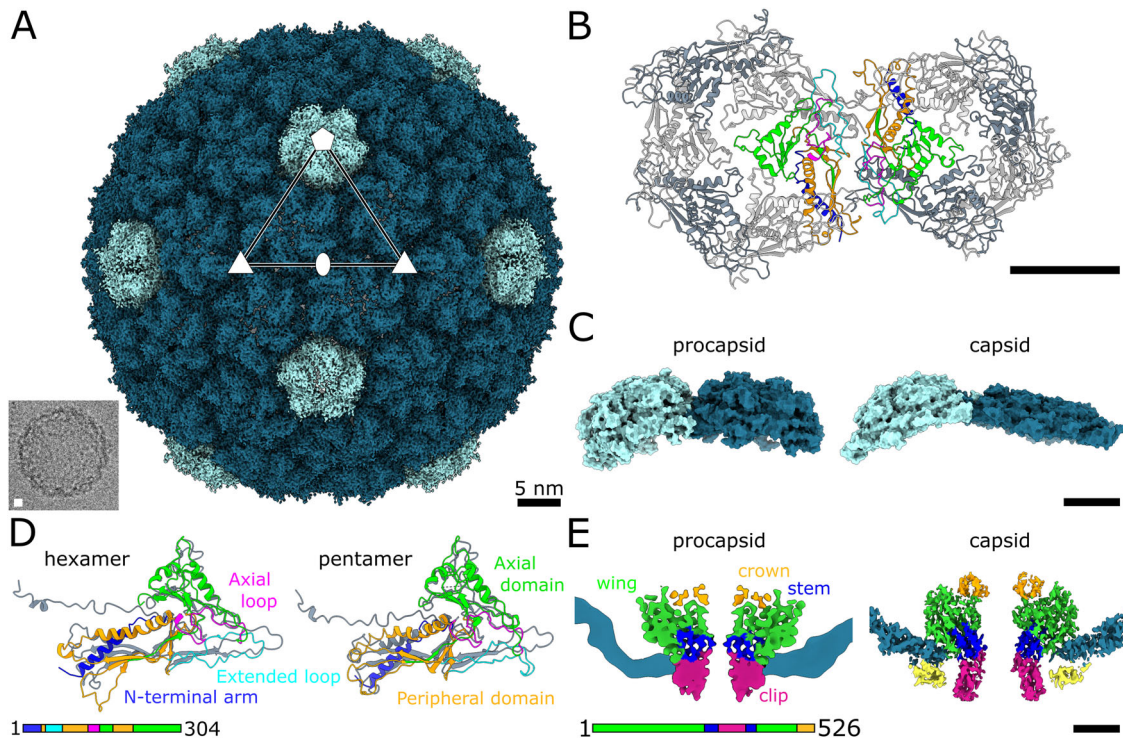 A
B
5 nm
C
procapsid capsid
D
hexamer pentamer
Axial
loop
Axial
domain
Extended loop
N-terminal arm
Peripheral domain
1 304
E
procapsid capsid
crown
wing stem
clip
1 526